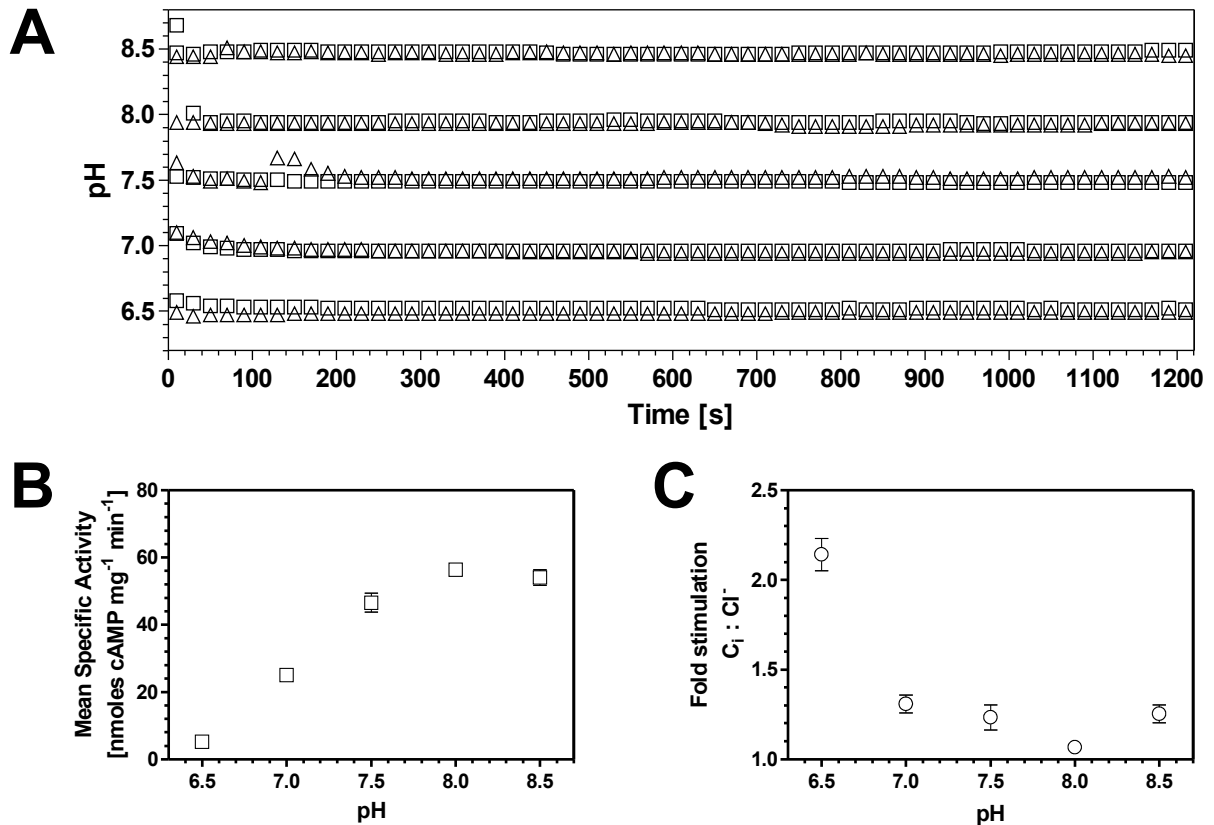 A
pH
8.5
8.0
7.5
7.0
6.5
0 100 200 300 400 500 600 700 800 900 1000 1100 1200
Time [s]
B
Mean Specific Activity
[nmoles cAMP mg⁻¹ min⁻¹]
80
60
40
20
0
6.5 7.0 7.5 8.0 8.5
pH
C
Fold stimulation
Cᵢ : Cl⁻
2.5
2.0
1.5
1.0
6.5 7.0 7.5 8.0 8.5
pH